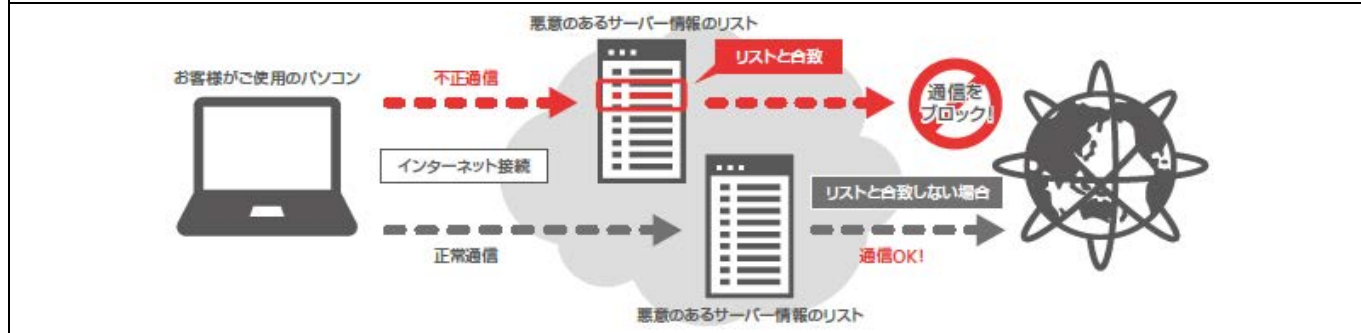 悪意のあるサーバー情報のリスト
お客様がご使用のパソコン
不正通信
リストと合致
通信を
ブロック!
インターネット接続
リストと合致しない場合
正常通信
通信OK!
悪意のあるサーバー情報のリスト